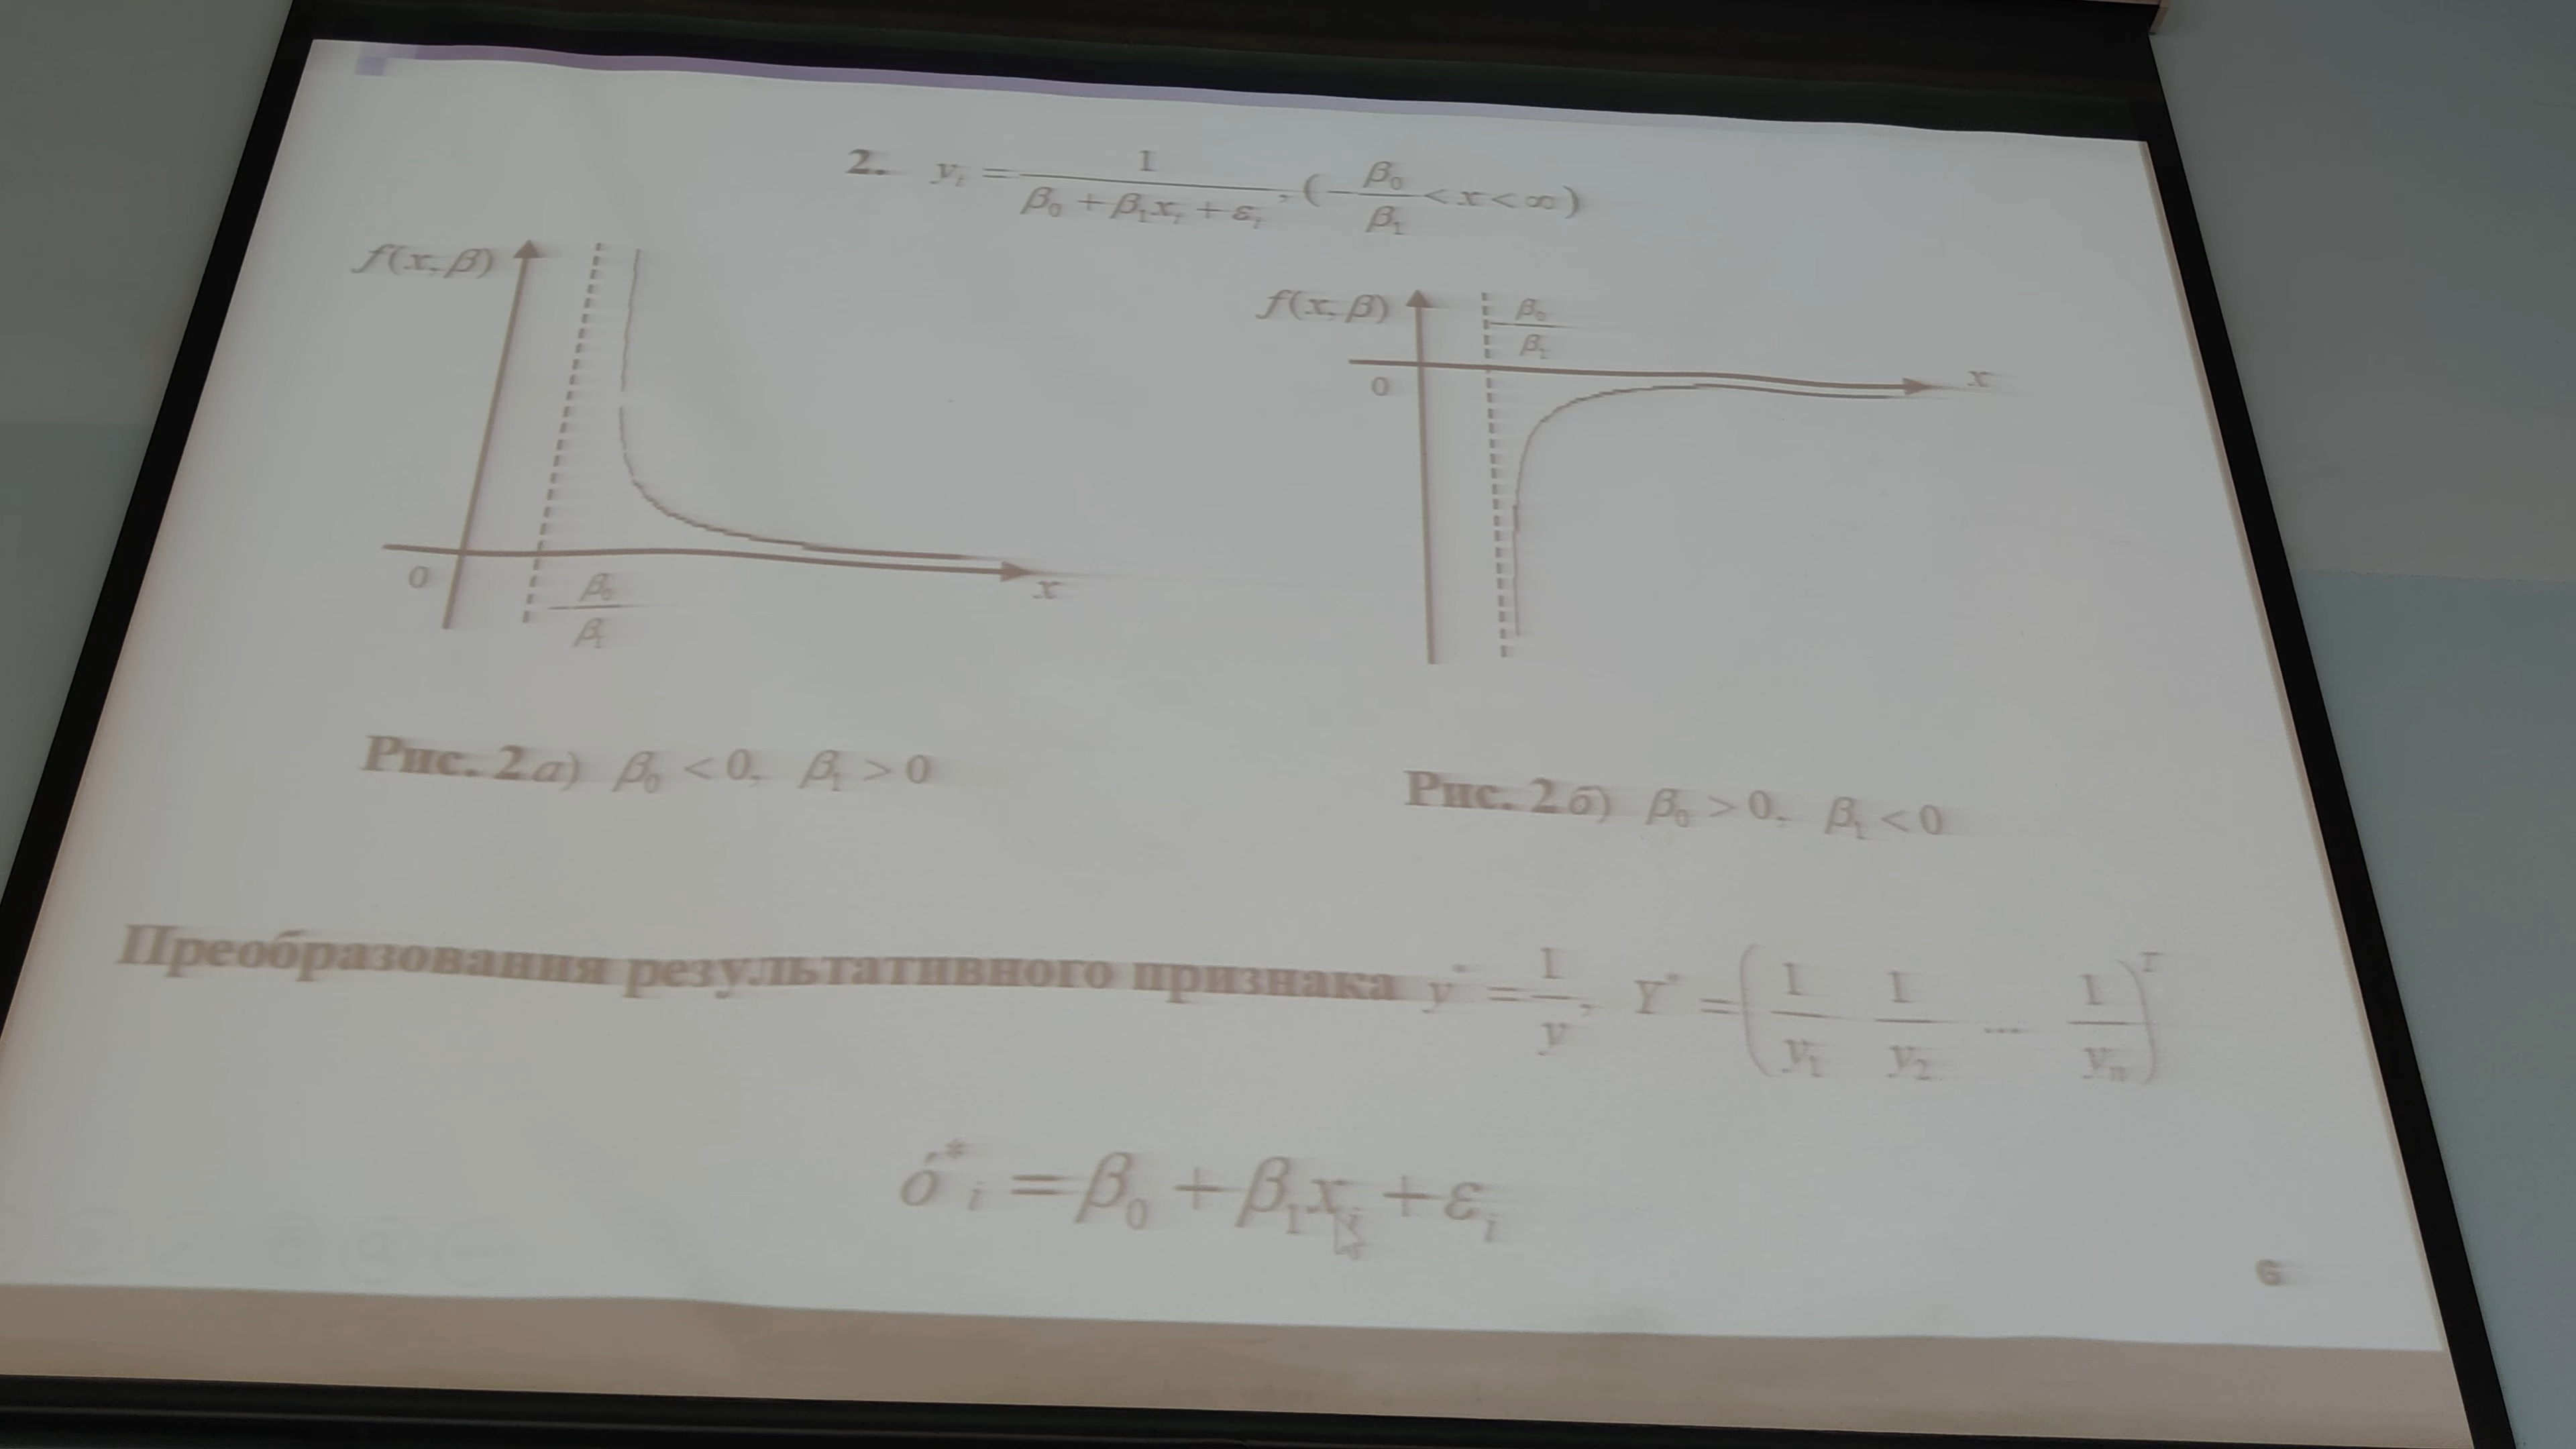 2. yᵢ = 1 / (β₀ + β₁xᵢ + εᵢ), (−β₀/β₁ < x < ∞)
f(x, β)
0
−β₀/β₁
x
f(x, β)
β₀/β₁
0
x
Рис. 2а) β₀ < 0, β₁ > 0
Рис. 2б) β₀ > 0, β₁ < 0
Преобразования результативного признака y* = 1/y, Y* = (1/y₁ 1/y₂ ... 1/yₙ)ᵀ
ó*ᵢ = β₀ + β₁xᵢ + εᵢ
6